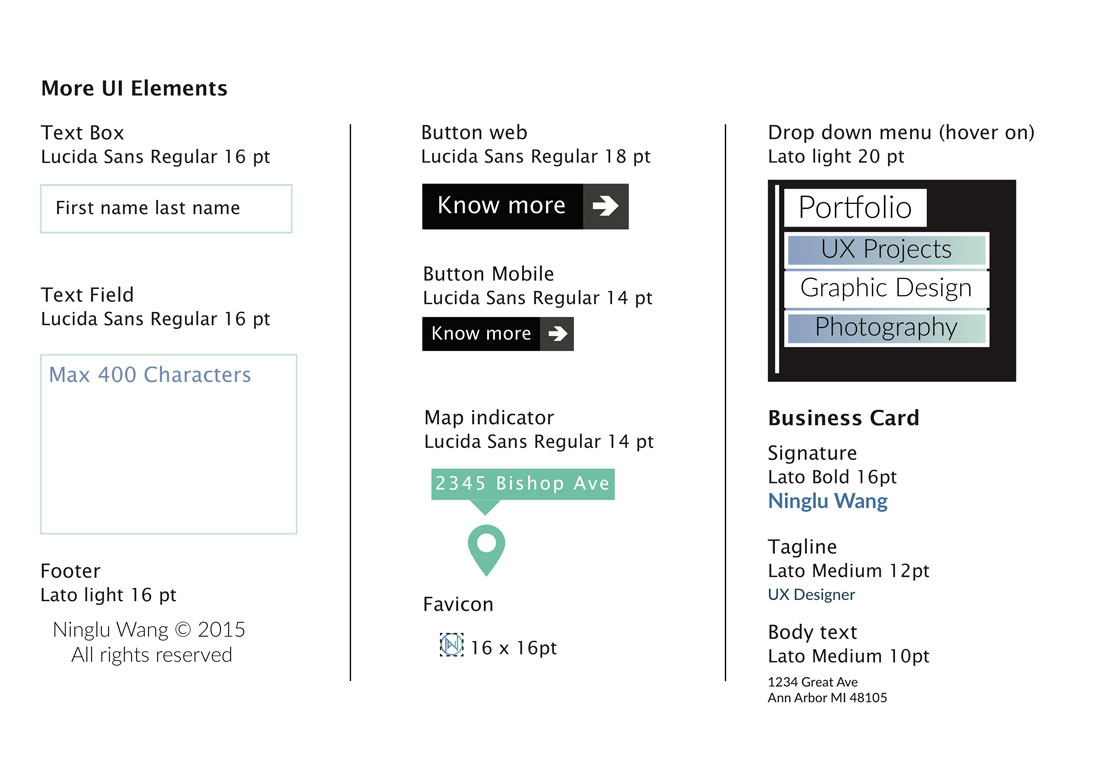 More UI Elements
Text Box
Lucida Sans Regular 16 pt
First name last name
Text Field
Lucida Sans Regular 16 pt
Max 400 Characters
Footer
Lato light 16 pt
Ninglu Wang © 2015
All rights reserved
Button web
Lucida Sans Regular 18 pt
Know more
Button Mobile
Lucida Sans Regular 14 pt
Know more
Map indicator
Lucida Sans Regular 14 pt
2345 Bishop Ave
Favicon
16 x 16pt
Drop down menu (hover on)
Lato light 20 pt
Portfolio
UX Projects
Graphic Design
Photography
Business Card
Signature
Lato Bold 16pt
Ninglu Wang
Tagline
Lato Medium 12pt
UX Designer
Body text
Lato Medium 10pt
1234 Great Ave
Ann Arbor MI 48105